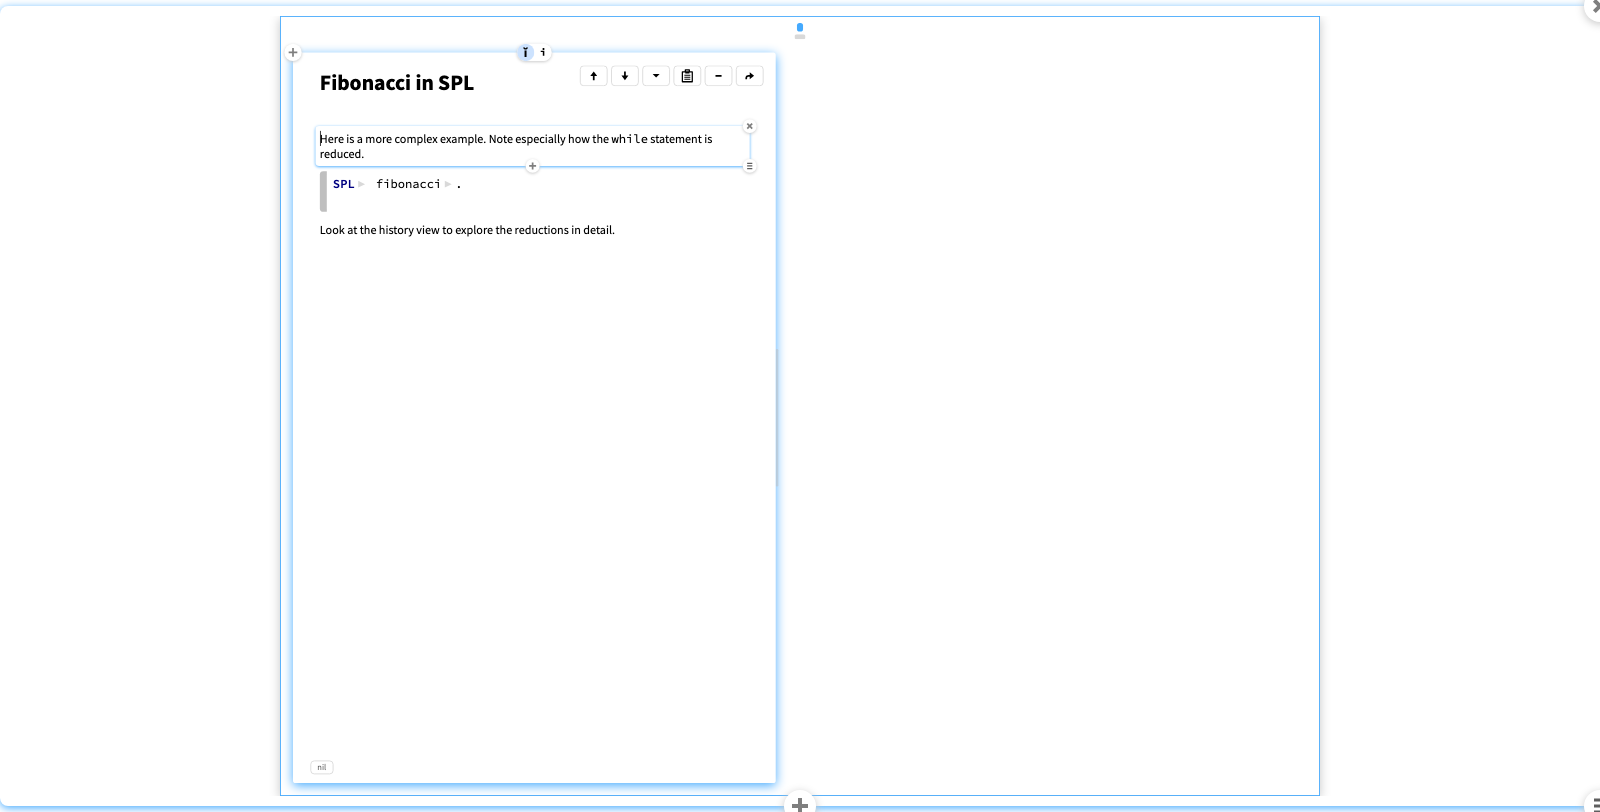 Fibonacci in SPL
Here is a more complex example. Note especially how the while statement is
reduced.
SPL fibonacci .
Look at the history view to explore the reductions in detail.
nil